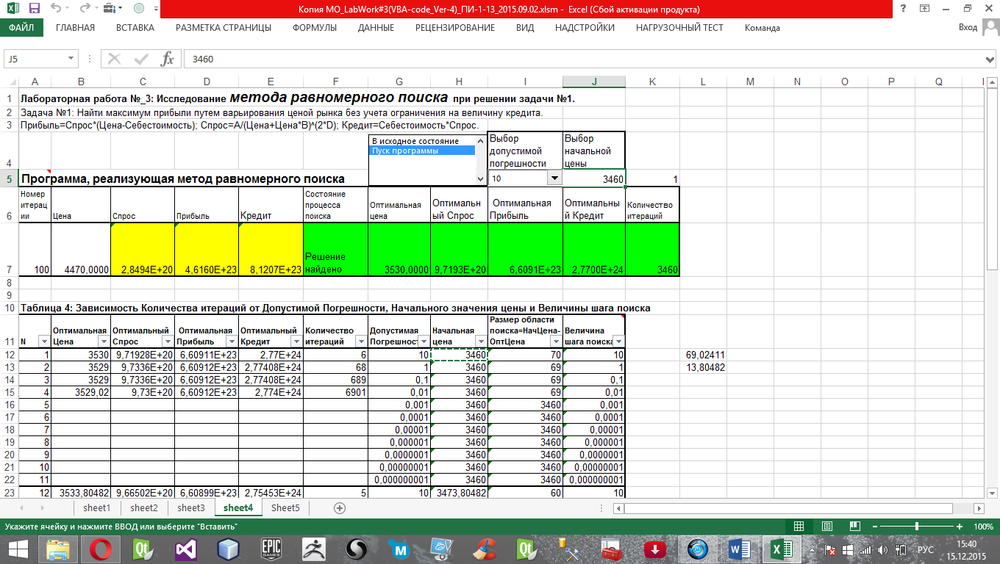 Копия МО_LabWork#3(VBA-code_Ver-4)_ПИ-1-13_2015.09.02.xlsm - Excel (Сбой активации продукта)
ФАЙЛ ГЛАВНАЯ ВСТАВКА РАЗМЕТКА СТРАНИЦЫ ФОРМУЛЫ ДАННЫЕ РЕЦЕНЗИРОВАНИЕ ВИД НАДСТРОЙКИ НАГРУЗОЧНЫЙ ТЕСТ Команда Вход
J5 fx 3460
A B C D E F G H I J K L M N O P Q
1 Лабораторная работа №_3: Исследование метода равномерного поиска при решении задачи №1.
2 Задача №1: Найти максимум прибыли путем варьирования ценой рынка без учета ограничения на величину кредита.
3 Прибыль=Спрос*(Цена-Себестоимость); Спрос=А/(Цена+Цена*В)^(2*D); Кредит=Себестоимость*Спрос.
В исходное состояние
Пуск программы
Выбор допустимой погрешности
Выбор начальной цены
4
5 Программа, реализующая метод равномерного поиска 10 3460 1
6 Номер итерац ии Цена Спрос Прибыль Кредит Состояние процесса поиска Оптимальная цена Оптимальн ый Спрос Оптимальная Прибыль Оптимальны й Кредит Количество итераций
7 100 4470,0000 2,8494E+20 4,6160E+23 8,1207E+23 Решение найдено 3530,0000 9,7193E+20 6,6091E+23 2,7700E+24 3460
8
9
10 Таблица 4: Зависимость Количества итераций от Допустимой Погрешности, Начального значения цены и Величины шага поиска
11 N Оптимальная Цена Оптимальный Спрос Оптимальная Прибыль Оптимальный Кредит Количество итераций Допустимая Погрешност Начальная цена Размер области поиска=НачЦена-ОптЦена Величина шага поиска
12 1 3530 9,71928E+20 6,60911E+23 2,77E+24 6 10 3460 70 10 69,02411
13 2 3529 9,7336E+20 6,60912E+23 2,77408E+24 68 1 3460 69 1 13,80482
14 3 3529 9,7336E+20 6,60912E+23 2,77408E+24 689 0,1 3460 69 0,1
15 4 3529,02 9,73E+20 6,60912E+23 2,774E+24 6901 0,01 3460 69 0,01
16 5 0,001 3460 3460 0,001
17 6 0,0001 3460 3460 0,0001
18 7 0,00001 3460 3460 0,00001
19 8 0,000001 3460 3460 0,000001
20 9 0,0000001 3460 3460 0,0000001
21 10 0,00000001 3460 3460 0,00000001
22 11 0,000000001 3460 3460 0,000000001
23 12 3533,80482 9,66502E+20 6,60899E+23 2,75453E+24 5 10 3473,80482 60 10
sheet1 sheet2 sheet3 sheet4 Sheet5
Укажите ячейку и нажмите ВВОД или выберите "Вставить" 100%
EPIC GAMES РУС 15:40
15.12.2015